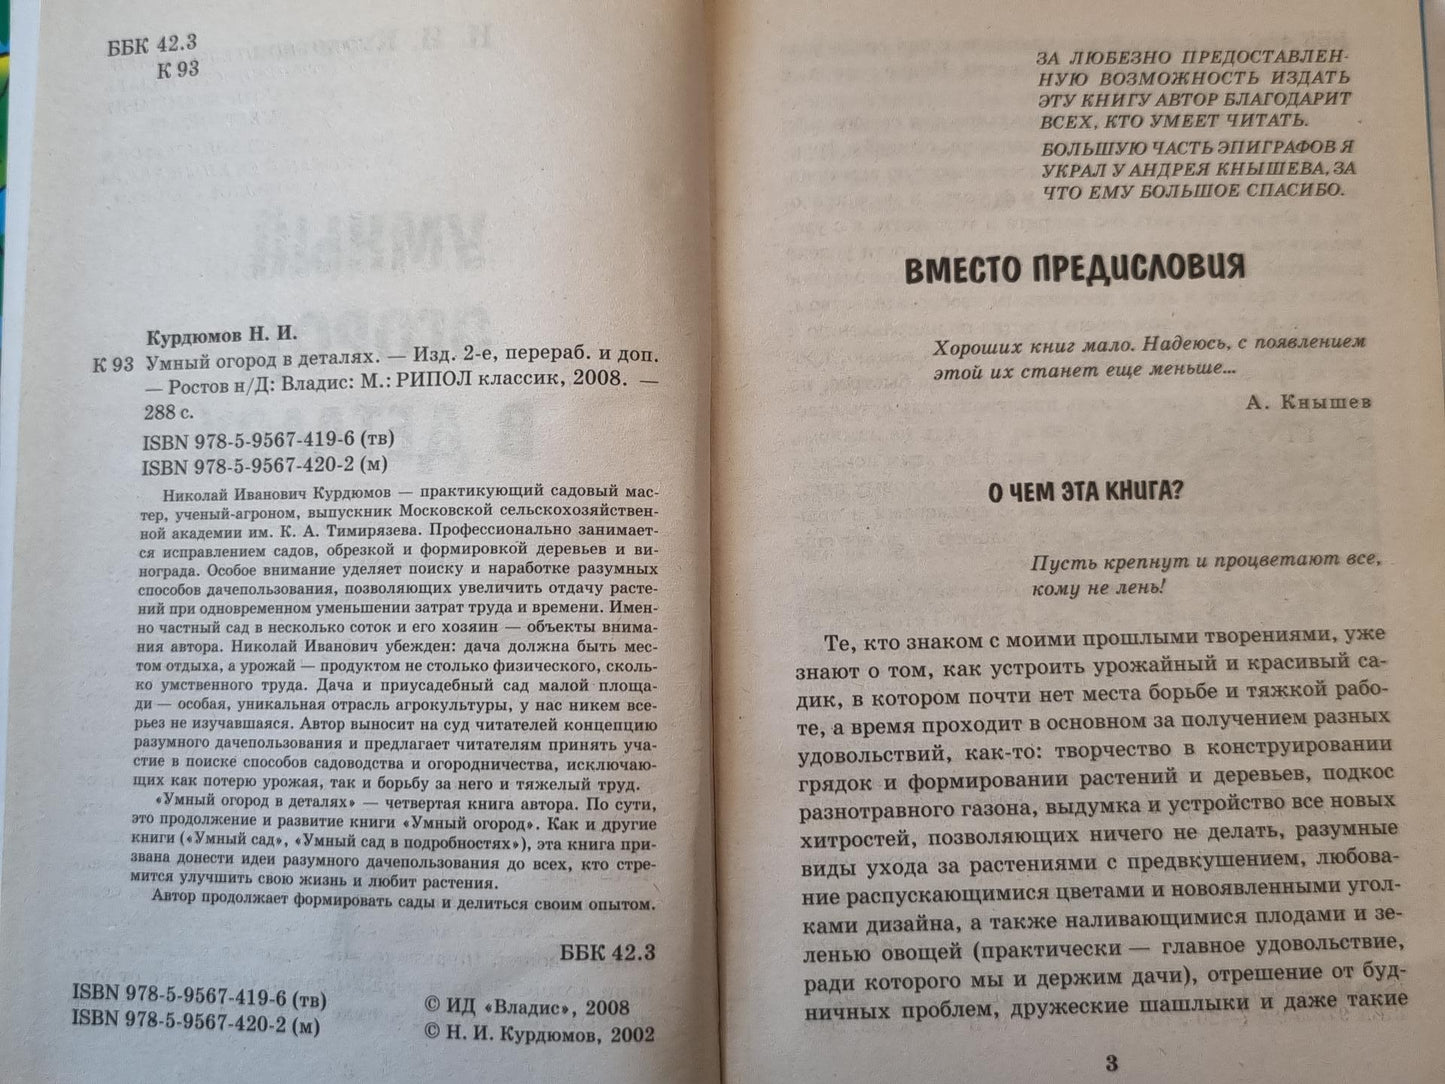 ББК 42.3
К 93
Курдюмов Н. И.
К 93 Умный огород в деталях. — Изд. 2-е, перераб. и доп.
— Ростов н/Д: Владис: М.: РИПОЛ классик, 2008. —
288 с.
ISBN 978-5-9567-419-6 (тв)
ISBN 978-5-9567-420-2 (м)
Николай Иванович Курдюмов — практикующий садовый мас-
тер, ученый-агроном, выпускник Московской сельскохозяйствен-
ной академии им. К. А. Тимирязева. Профессионально занимает-
ся исправлением садов, обрезкой и формировкой деревьев и ви-
нограда. Особое внимание уделяет поиску и наработке разумных
способов дачепользования, позволяющих увеличить отдачу расте-
ний при одновременном уменьшении затрат труда и времени. Имен-
но частный сад в несколько соток и его хозяин — объекты внима-
ния автора. Николай Иванович убежден: дача должна быть мес-
том отдыха, а урожай — продуктом не столько физического, сколь-
ко умственного труда. Дача и приусадебный сад малой площа-
ди — особая, уникальная отрасль агрокультуры, у нас никем все-
рьез не изучавшаяся. Автор выносит на суд читателей концепцию
разумного дачепользования и предлагает читателям принять уча-
стие в поиске способов садоводства и огородничества, исключаю-
щих как потерю урожая, так и борьбу за него и тяжелый труд.
«Умный огород в деталях» — четвертая книга автора. По сути,
это продолжение и развитие книги «Умный огород». Как и другие
книги («Умный сад», «Умный сад в подробностях»), эта книга при-
звана донести идеи разумного дачепользования до всех, кто стре-
мится улучшить свою жизнь и любит растения.
Автор продолжает формировать сады и делиться своим опытом.
ББК 42.3
ISBN 978-5-9567-419-6 (тв)
ISBN 978-5-9567-420-2 (м)
© ИД «Владис», 2008
© Н. И. Курдюмов, 2002
ЗА ЛЮБЕЗНО ПРЕДОСТАВЛЕН-
НУЮ ВОЗМОЖНОСТЬ ИЗДАТЬ
ЭТУ КНИГУ АВТОР БЛАГОДАРИТ
ВСЕХ, КТО УМЕЕТ ЧИТАТЬ.
БОЛЬШУЮ ЧАСТЬ ЭПИГРАФОВ Я
УКРАЛ У АНДРЕЯ КНЫШЕВА, ЗА
ЧТО ЕМУ БОЛЬШОЕ СПАСИБО.
ВМЕСТО ПРЕДИСЛОВИЯ
Хороших книг мало. Надеюсь, с появлением
этой их станет еще меньше...
А. Кнышев
О ЧЕМ ЭТА КНИГА?
Пусть крепнут и процветают все,
кому не лень!
Те, кто знаком с моими прошлыми творениями, уже
знают о том, как устроить урожайный и красивый са-
дик, в котором почти нет места борьбе и тяжкой рабо-
те, а время проходит в основном за получением разных
удовольствий, как-то: творчество в конструировании
грядок и формировании растений и деревьев, подкос
разнотравного газона, выдумка и устройство все новых
хитростей, позволяющих ничего не делать, разумные
виды ухода за растениями с предвкушением, любова-
ние распускающимися цветами и новоявленными угол-
ками дизайна, а также наливающимися плодами и зе-
ленью овощей (практически — главное удовольствие,
ради которого мы и держим дачи), отрешение от буд-
ничных проблем, дружеские шашлыки и даже такие
3